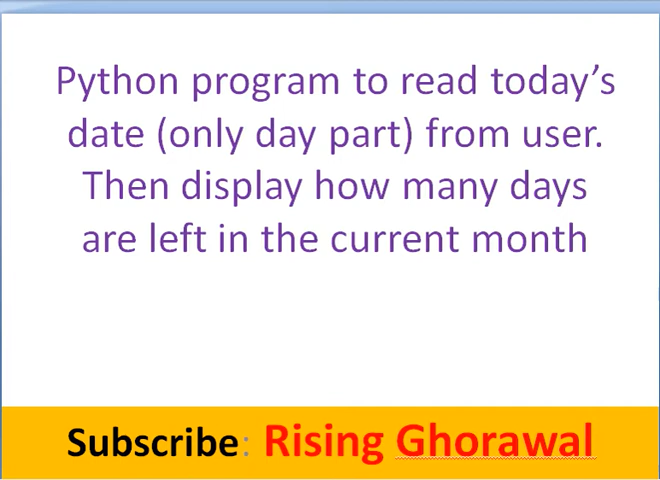 Python program to read today's
date (only day part) from user.
Then display how many days
are left in the current month
Subscribe: Rising Ghorawal